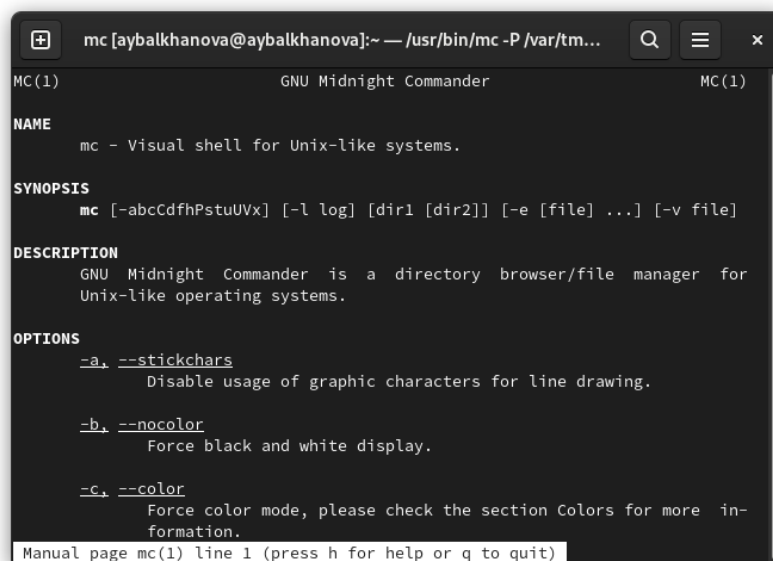 mc [aybalkhanova@aybalkhanova]:~ — /usr/bin/mc -P /var/tm...
MC(1) GNU Midnight Commander MC(1)
NAME
mc - Visual shell for Unix-like systems.
SYNOPSIS
mc [-abcCdfhPstuUVx] [-l log] [dir1 [dir2]] [-e [file] ...] [-v file]
DESCRIPTION
GNU Midnight Commander is a directory browser/file manager for
Unix-like operating systems.
OPTIONS
-a, --stickchars
Disable usage of graphic characters for line drawing.
-b, --nocolor
Force black and white display.
-c, --color
Force color mode, please check the section Colors for more in-
formation.
Manual page mc(1) line 1 (press h for help or q to quit)